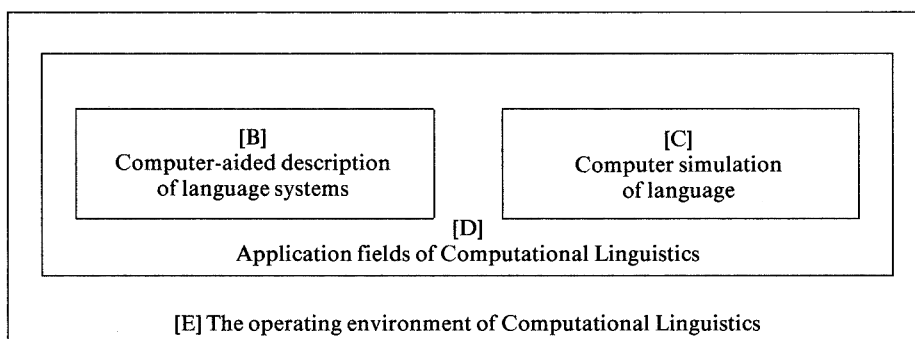 [B]
Computer-aided description
of language systems
[C]
Computer simulation
of language
[D]
Application fields of Computational Linguistics
[E] The operating environment of Computational Linguistics